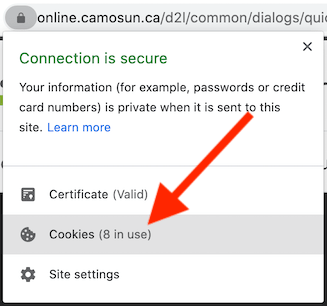 online.camosun.ca/d2l/common/dialogs/quic
Connection is secure
Your information (for example, passwords or credit
card numbers) is private when it is sent to this
site. Learn more
Certificate (Valid)
Cookies (8 in use)
Site settings